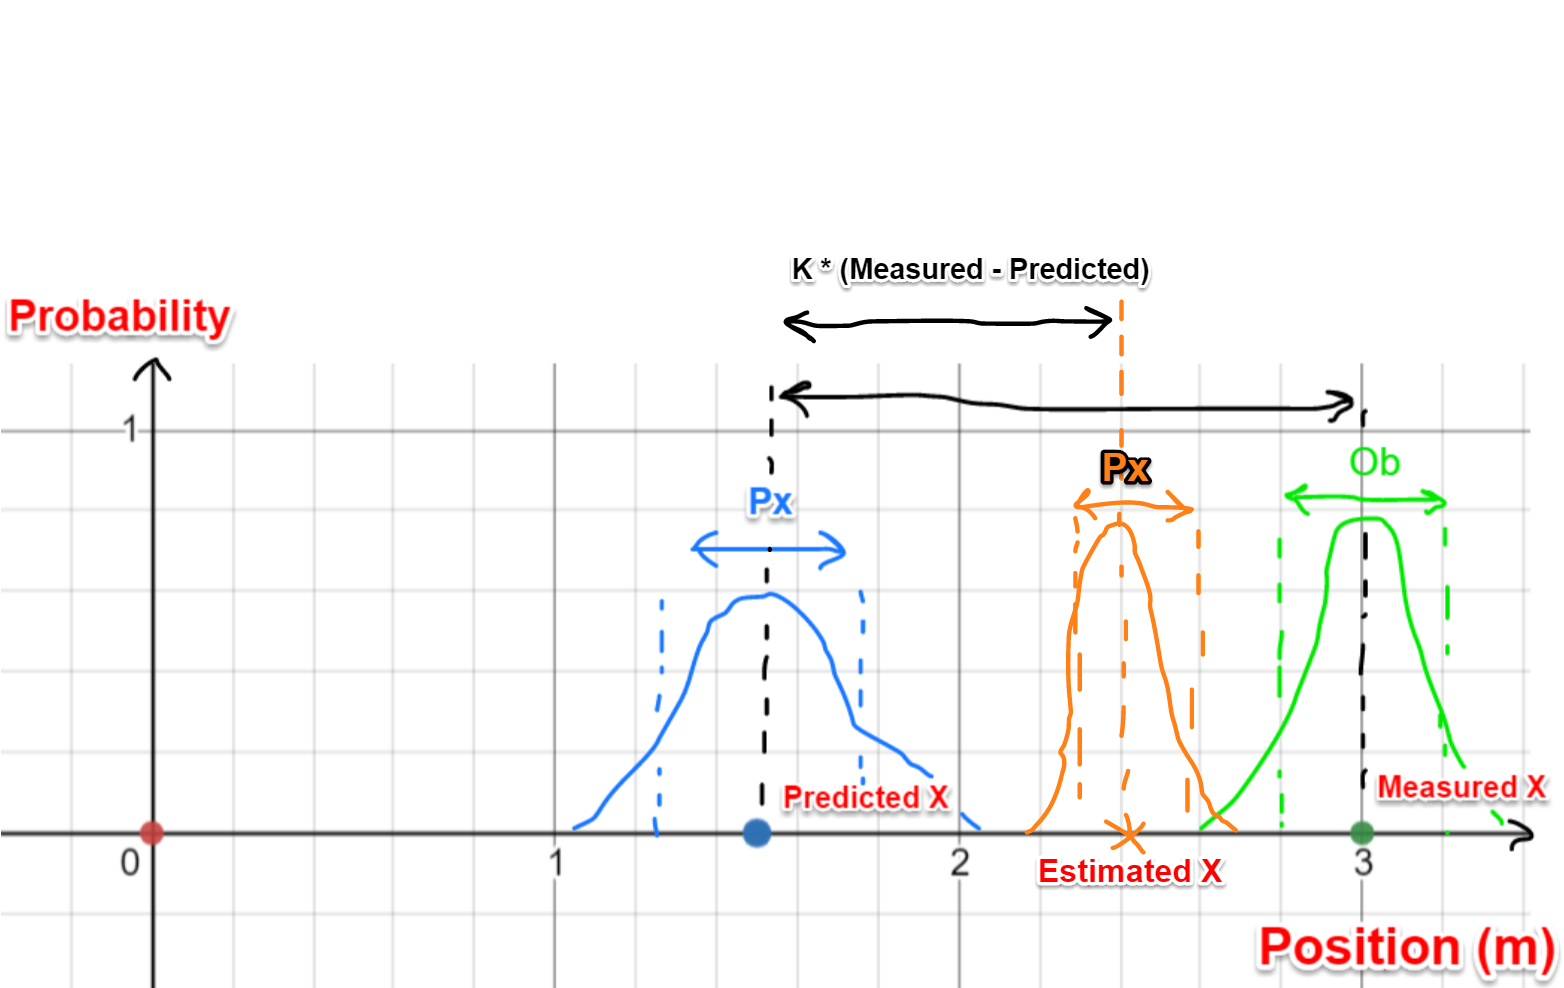 K * (Measured - Predicted)
Probability
1
Ob
Px
Px
Measured X
Predicted X
0
1
2
3
Estimated X
Position (m)